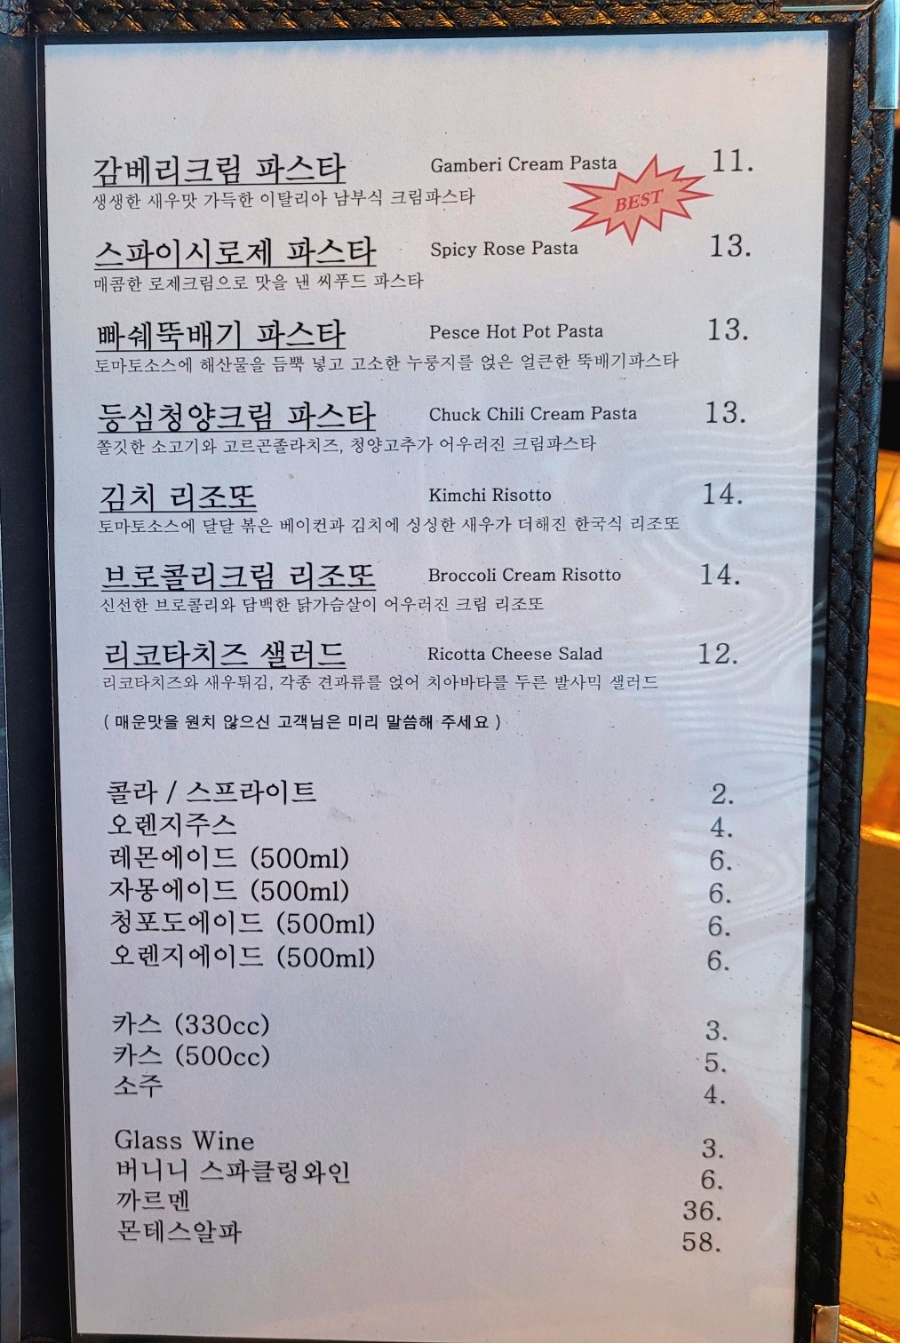 감베리크림 파스타 Gamberi Cream Pasta 11.
생생한 새우맛 가득한 이탈리아 남부식 크림파스타
BEST
스파이시로제 파스타 Spicy Rose Pasta 13.
매콤한 로제크림으로 맛을 낸 씨푸드 파스타
빠쉐뚝배기 파스타 Pesce Hot Pot Pasta 13.
토마토소스에 해산물을 듬뿍 넣고 고소한 누룽지를 얹은 얼큰한 뚝배기파스타
등심청양크림 파스타 Chuck Chili Cream Pasta 13.
쫄깃한 소고기와 고르곤졸라치즈, 청양고추가 어우러진 크림파스타
김치 리조또 Kimchi Risotto 14.
토마토소스에 달달 볶은 베이컨과 김치에 싱싱한 새우가 더해진 한국식 리조또
브로콜리크림 리조또 Broccoli Cream Risotto 14.
신선한 브로콜리와 담백한 닭가슴살이 어우러진 크림 리조또
리코타치즈 샐러드 Ricotta Cheese Salad 12.
리코타치즈와 새우튀김, 각종 견과류를 얹어 치아바타를 두른 발사믹 샐러드
( 매운맛을 원치 않으신 고객님은 미리 말씀해 주세요 )
콜라 / 스프라이트 2.
오렌지주스 4.
레몬에이드 (500ml) 6.
자몽에이드 (500ml) 6.
청포도에이드 (500ml) 6.
오렌지에이드 (500ml) 6.
카스 (330cc) 3.
카스 (500cc) 5.
소주 4.
Glass Wine 3.
버니니 스파클링와인 6.
까르멘 36.
몬테스알파 58.